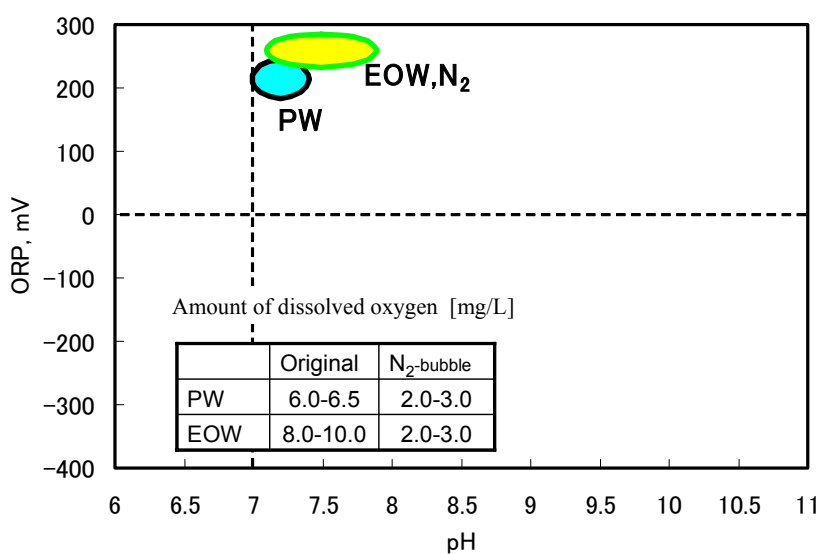 300
200
100
0
−100
−200
−300
−400
ORP, mV
EOW,N₂
PW
Amount of dissolved oxygen [mg/L]
Original N₂-bubble
PW 6.0-6.5 2.0-3.0
EOW 8.0-10.0 2.0-3.0
6 6.5 7 7.5 8 8.5 9 9.5 10 10.5 11
pH